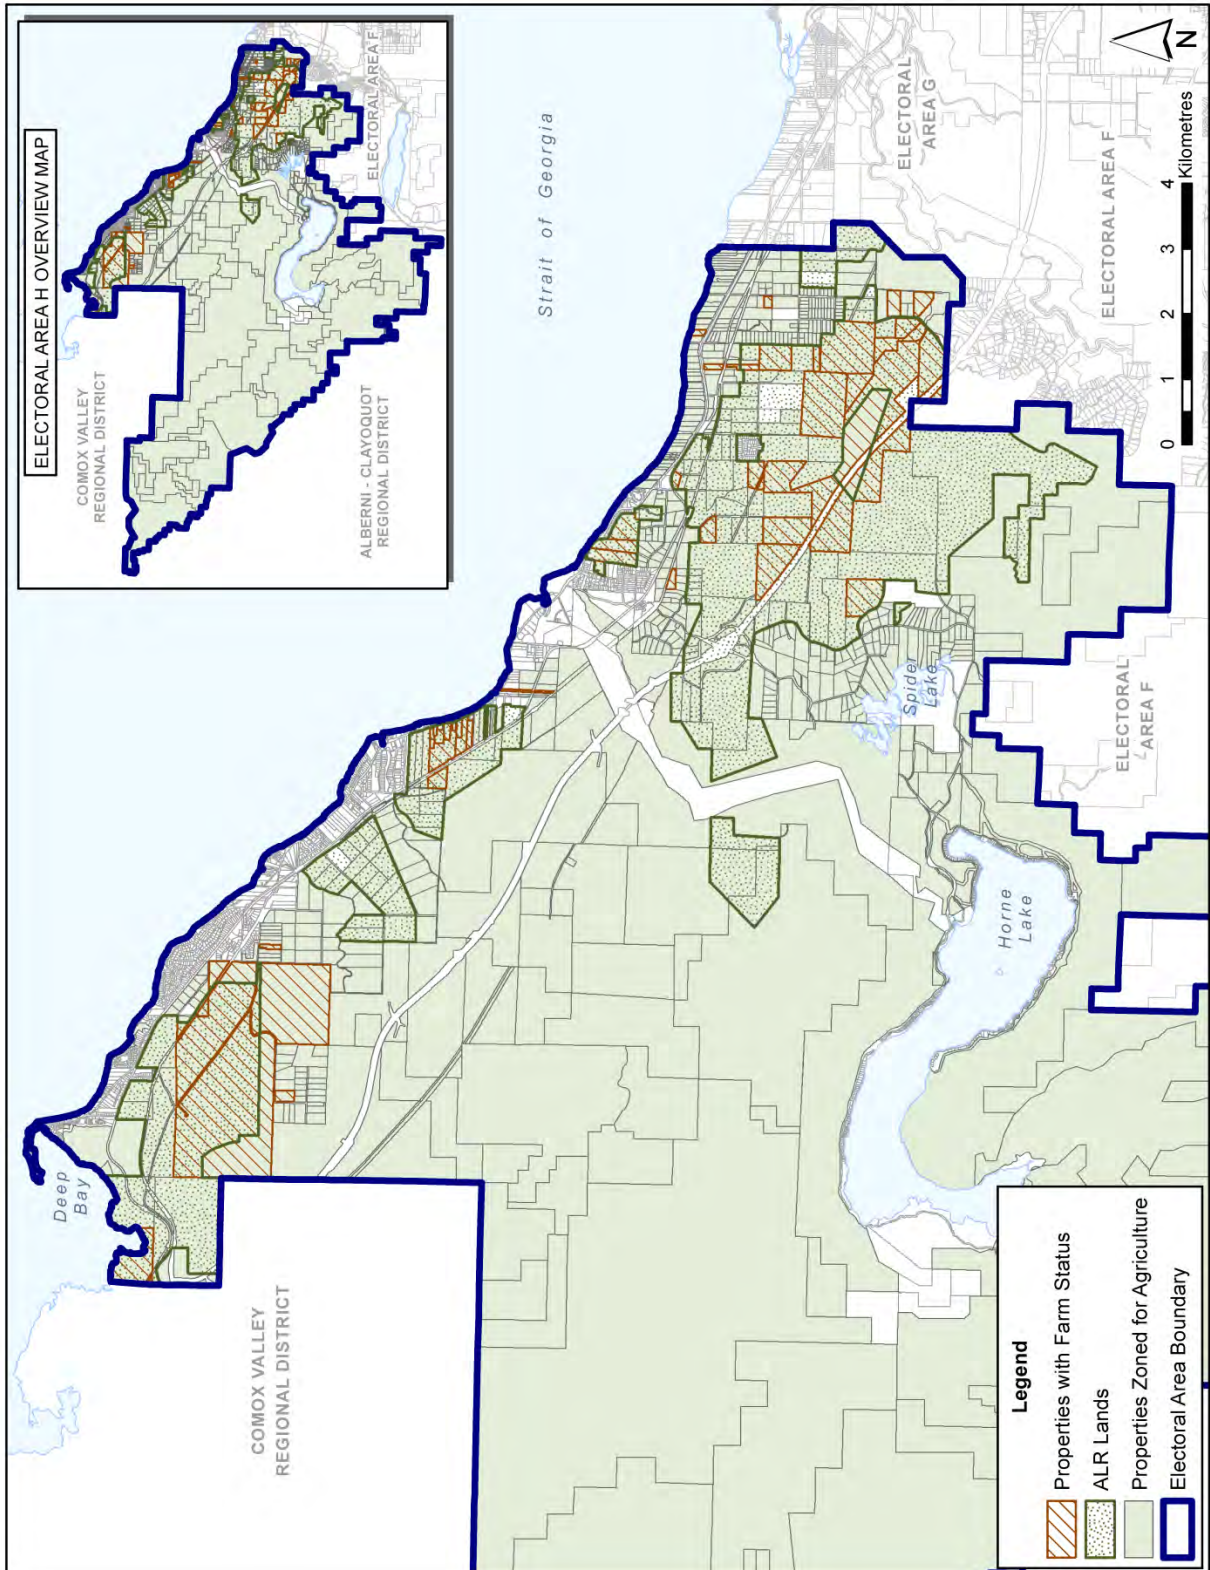 ELECTORAL AREA H OVERVIEW MAP
COMOX VALLEY
REGIONAL DISTRICT
ALBERNI - CLAYOQUOT
REGIONAL DISTRICT
ELECTORAL AREA F
Strait of Georgia
Deep
Bay
COMOX VALLEY
REGIONAL DISTRICT
Spider
Lake
Horne
Lake
ELECTORAL
AREA G
ELECTORAL AREA F
ELECTORAL
AREA F
Legend
Properties with Farm Status
ALR Lands
Properties Zoned for Agriculture
Electoral Area Boundary
0 1 2 3 4
Kilometres
N